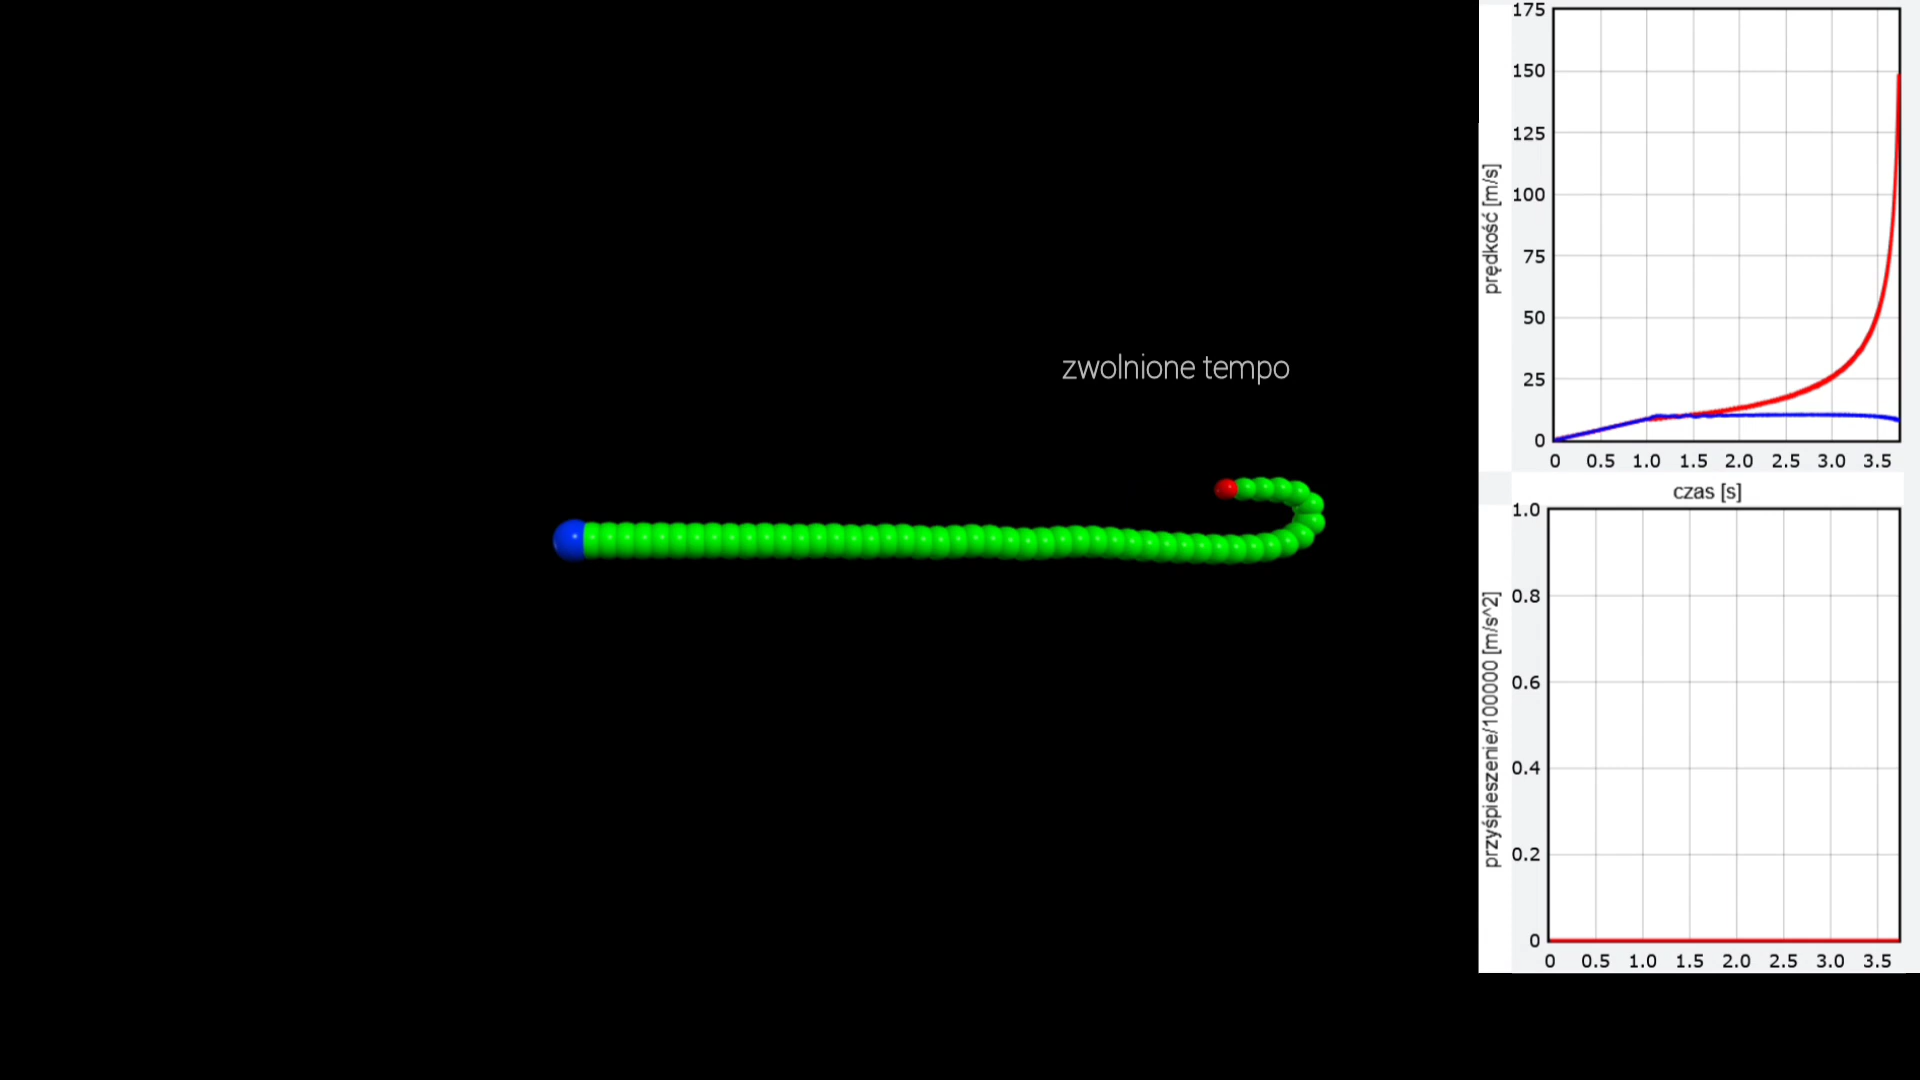 zwolnione tempo
prędkość [m/s]
175
150
125
100
75
50
25
0
0 0.5 1.0 1.5 2.0 2.5 3.0 3.5
czas [s]
przyśpieszenie/100000 [m/s^2]
1.0
0.8
0.6
0.4
0.2
0
0 0.5 1.0 1.5 2.0 2.5 3.0 3.5